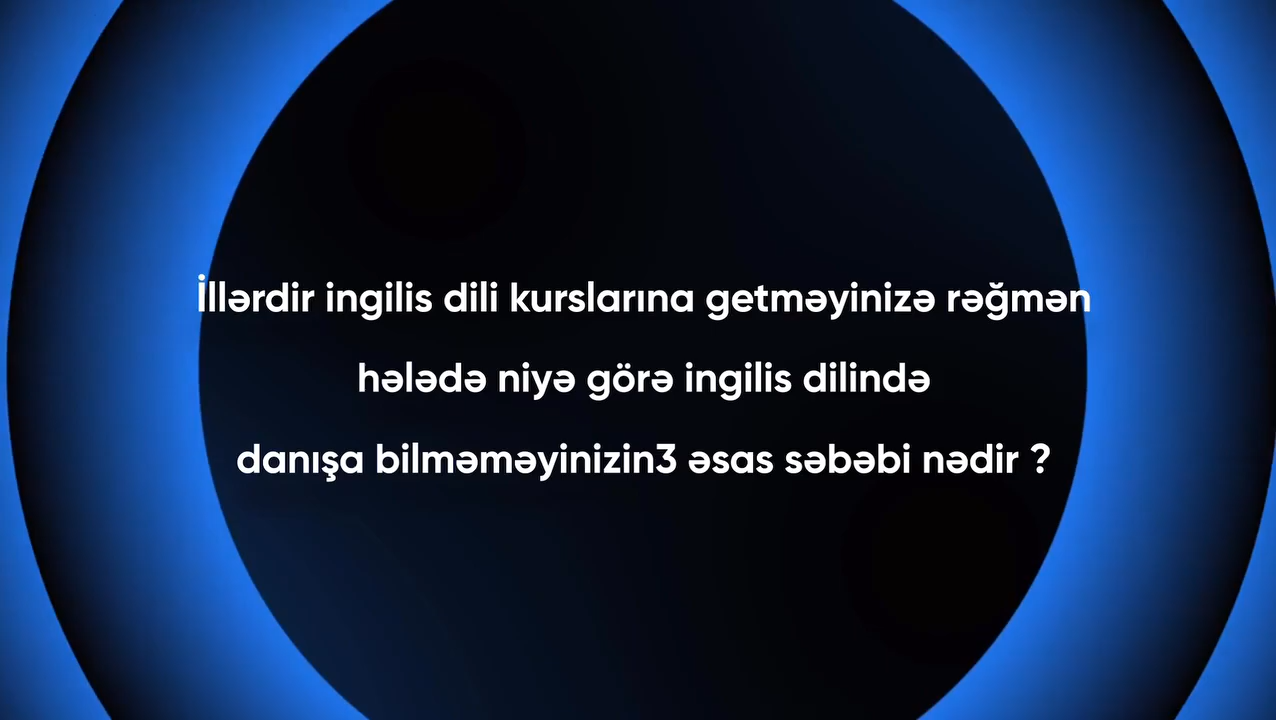 İllərdir ingilis dili kurslarına getməyinizə rəğmən
hələdə niyə görə ingilis dilində
danışa bilməməyinizin3 əsas səbəbi nədir ?